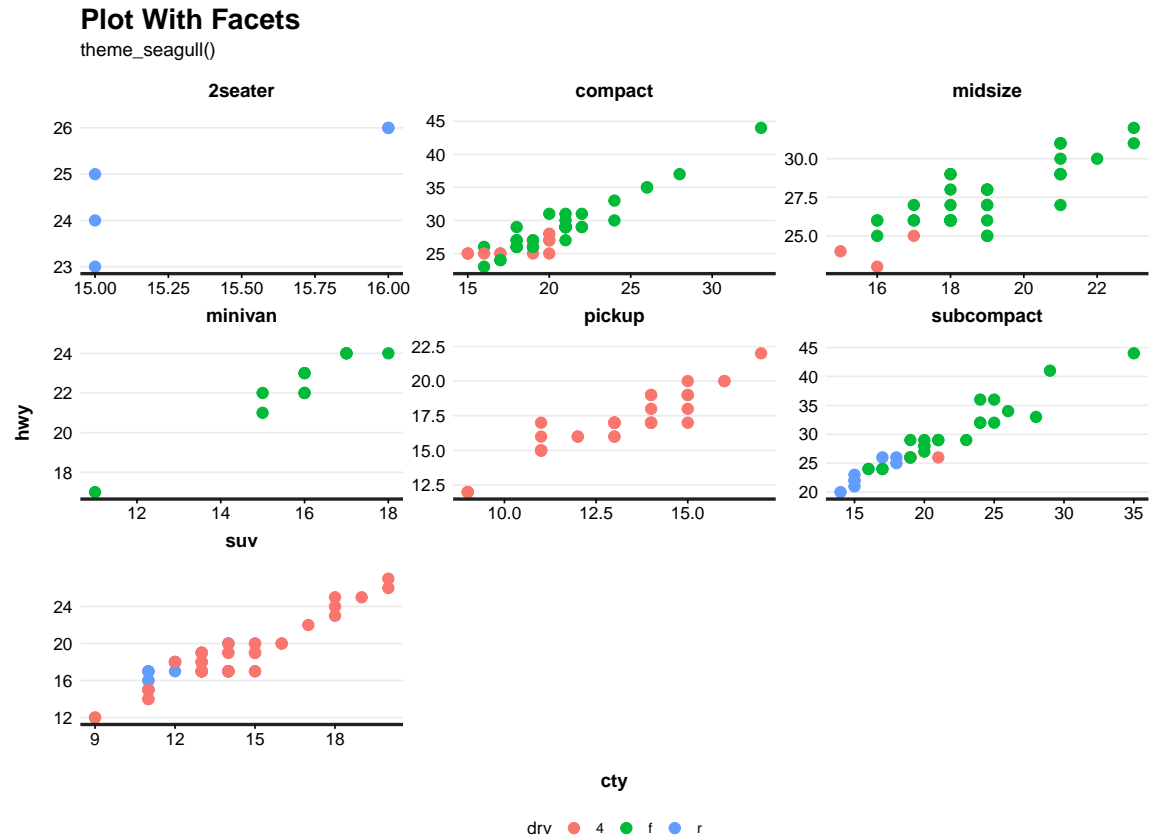 Plot With Facets
theme_seagull()
2seater compact midsize
26
25
24
23
15.00 15.25 15.50 15.75 16.00
45
40
35
30
25
15 20 25 30
30.0
27.5
25.0
16 18 20 22
minivan pickup subcompact
hwy
24
22
20
18
12 14 16 18
22.5
20.0
17.5
15.0
12.5
10.0 12.5 15.0
45
40
35
30
25
20
15 20 25 30 35
suv
24
20
16
12
9 12 15 18
cty
drv 4 f r